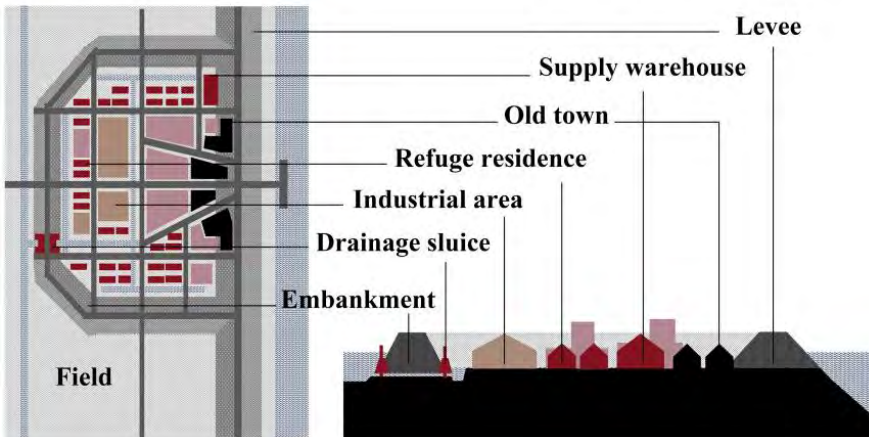 Levee
Supply warehouse
Old town
Refuge residence
Industrial area
Drainage sluice
Embankment
Field